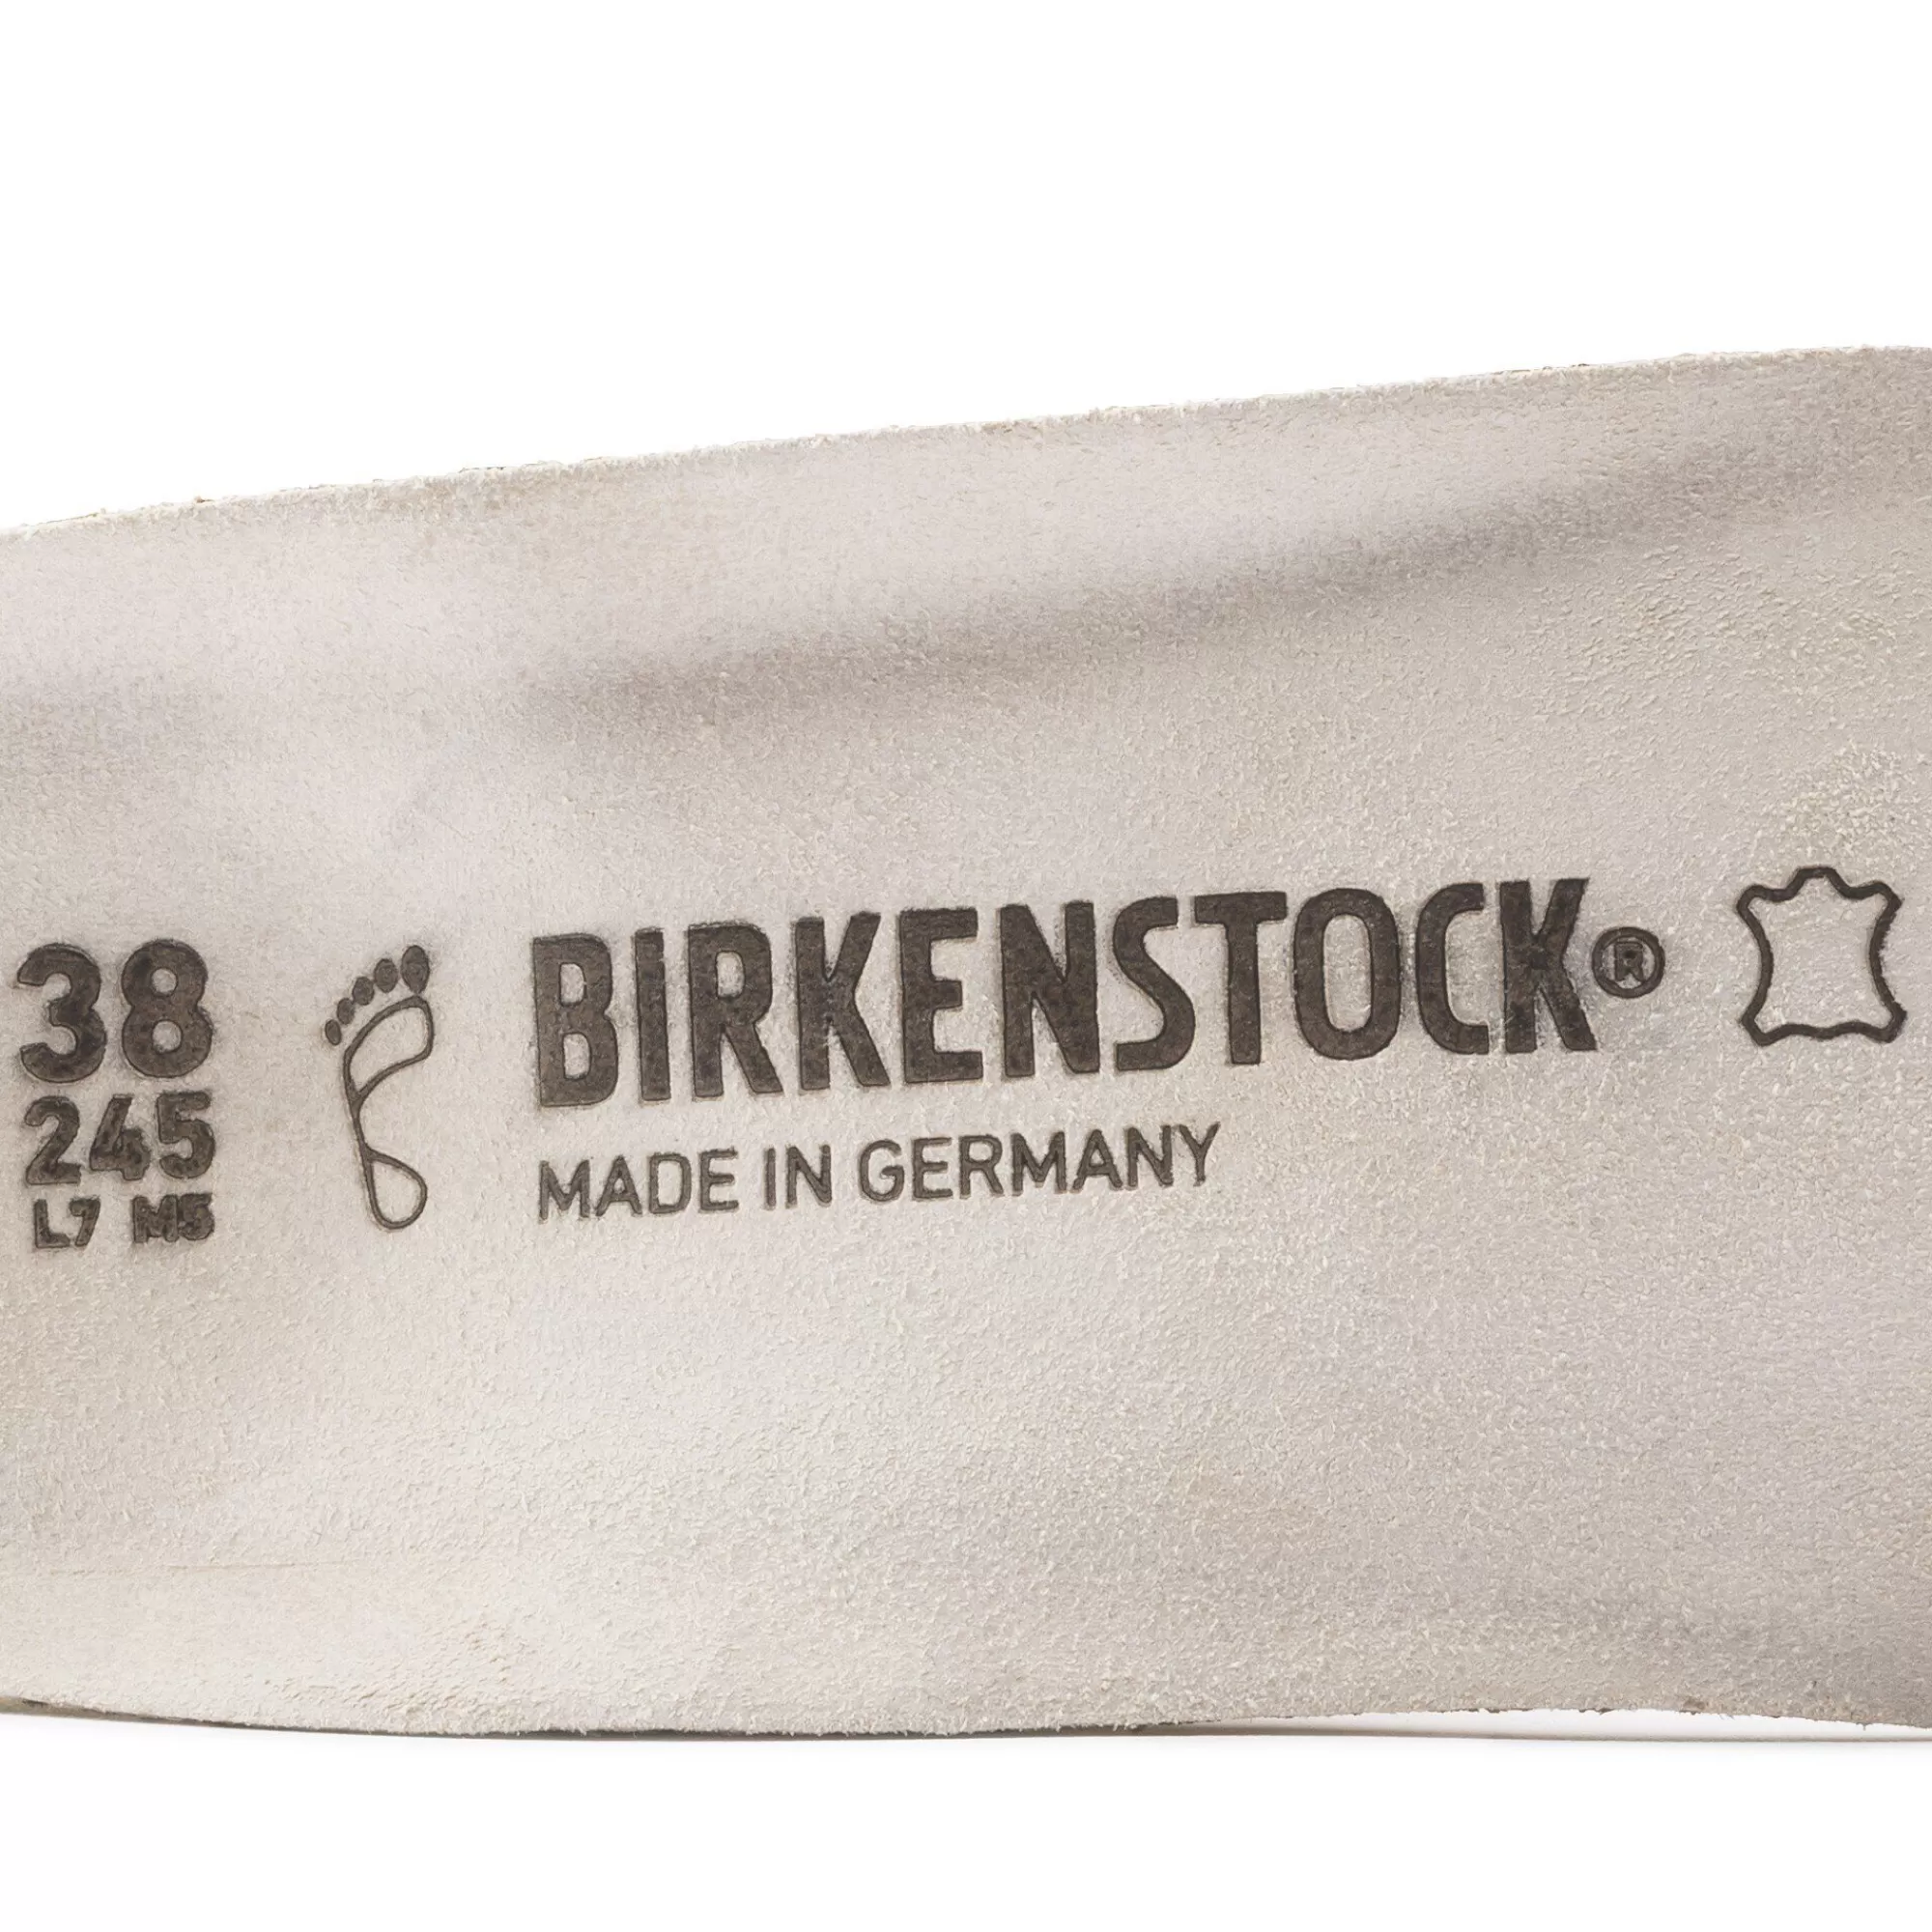 38
245
L7 M5
BIRKENSTOCK®
MADE IN GERMANY